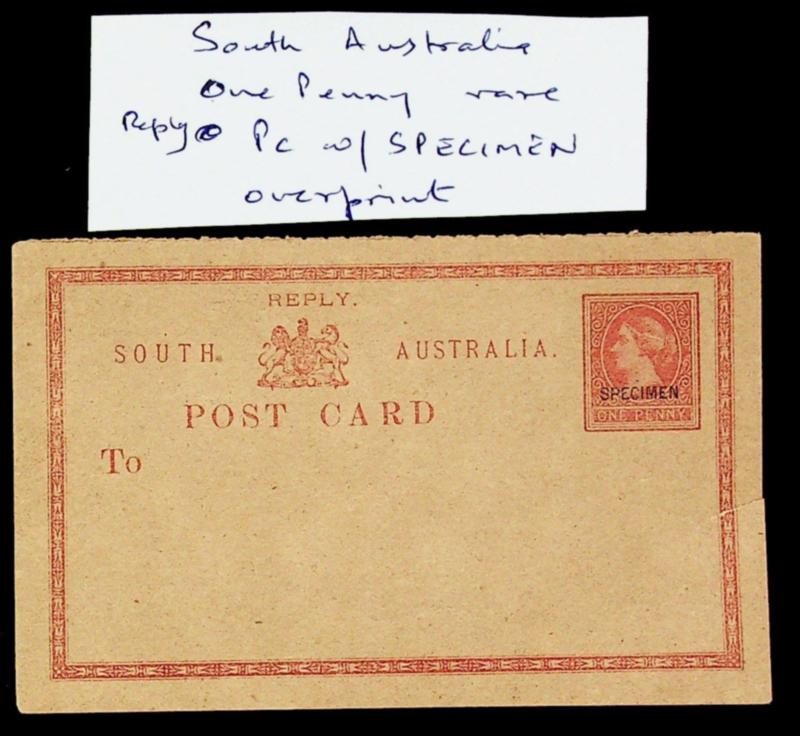 South Australia
One Penny rare
Reply Pc w/ SPECIMEN
overprint
REPLY.
SOUTH AUSTRALIA.
POST CARD
To
SPECIMEN
ONE PENNY